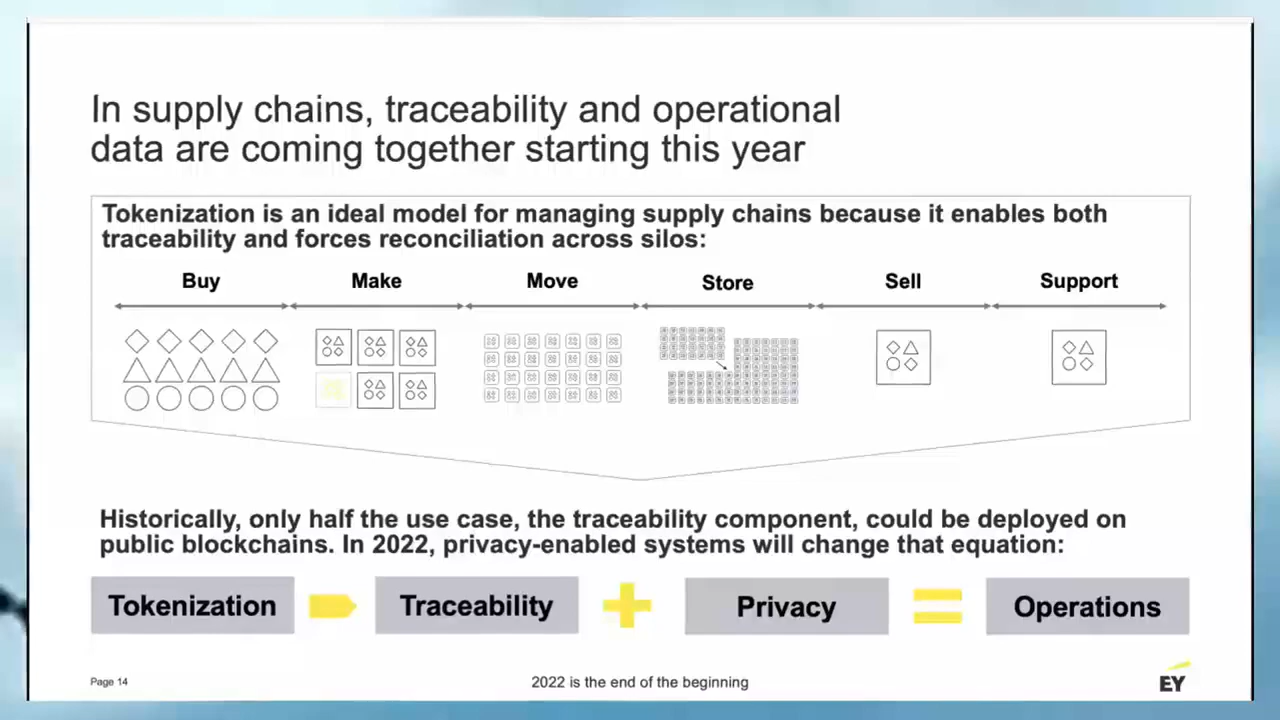 In supply chains, traceability and operational
data are coming together starting this year
Tokenization is an ideal model for managing supply chains because it enables both
traceability and forces reconciliation across silos:
Buy
Make
Move
Store
Sell
Support
Historically, only half the use case, the traceability component, could be deployed on
public blockchains. In 2022, privacy-enabled systems will change that equation:
Tokenization
Traceability
Privacy
Operations
Page 14
2022 is the end of the beginning
EY